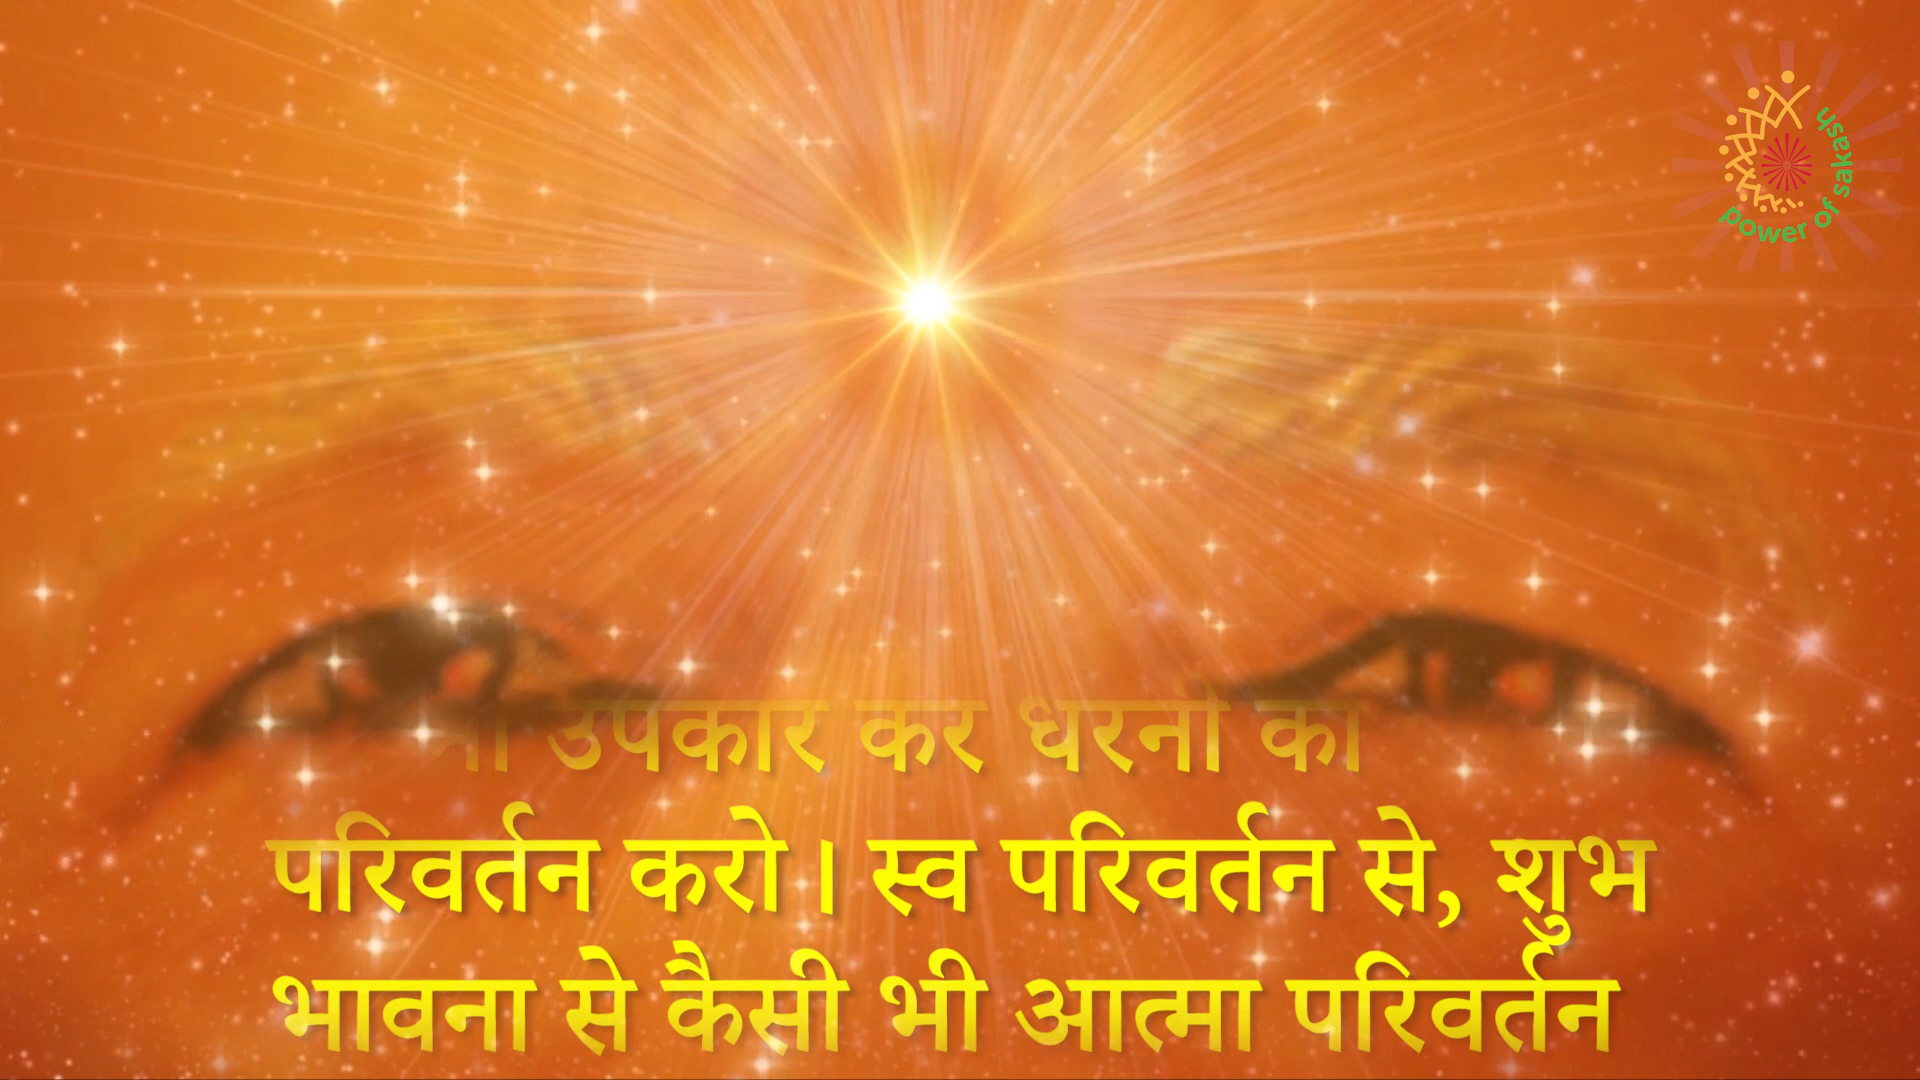 power of sakash
उपकार कर धरनी का
परिवर्तन करो। स्व परिवर्तन से, शुभ
भावना से कैसी भी आत्मा परिवर्तन